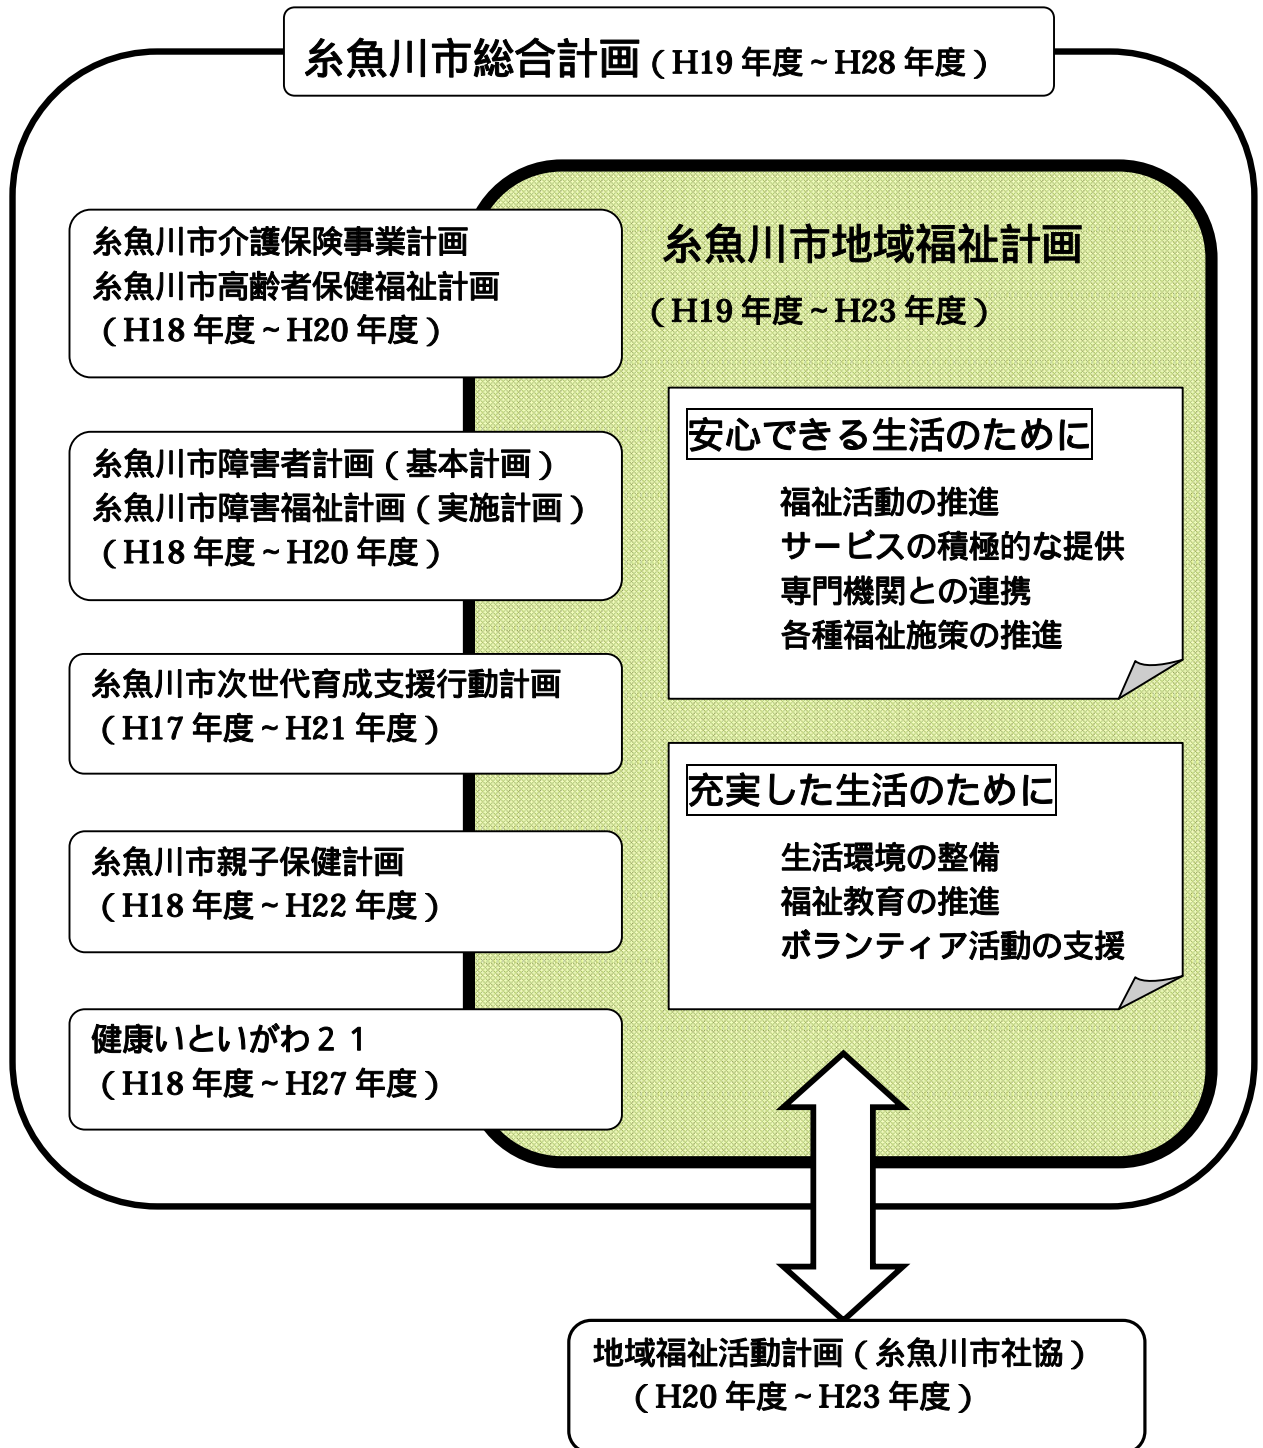 糸魚川市総合計画（H19 年度～H28 年度）
糸魚川市介護保険事業計画
糸魚川市高齢者保健福祉計画
（H18 年度～H20 年度）
糸魚川市障害者計画（基本計画）
糸魚川市障害福祉計画（実施計画）
（H18 年度～H20 年度）
糸魚川市次世代育成支援行動計画
（H17 年度～H21 年度）
糸魚川市親子保健計画
（H18 年度～H22 年度）
健康いといがわ２１
（H18 年度～H27 年度）
糸魚川市地域福祉計画
（H19 年度～H23 年度）
安心できる生活のために
福祉活動の推進
サービスの積極的な提供
専門機関との連携
各種福祉施策の推進
充実した生活のために
生活環境の整備
福祉教育の推進
ボランティア活動の支援
地域福祉活動計画（糸魚川市社協）
（H20 年度～H23 年度）